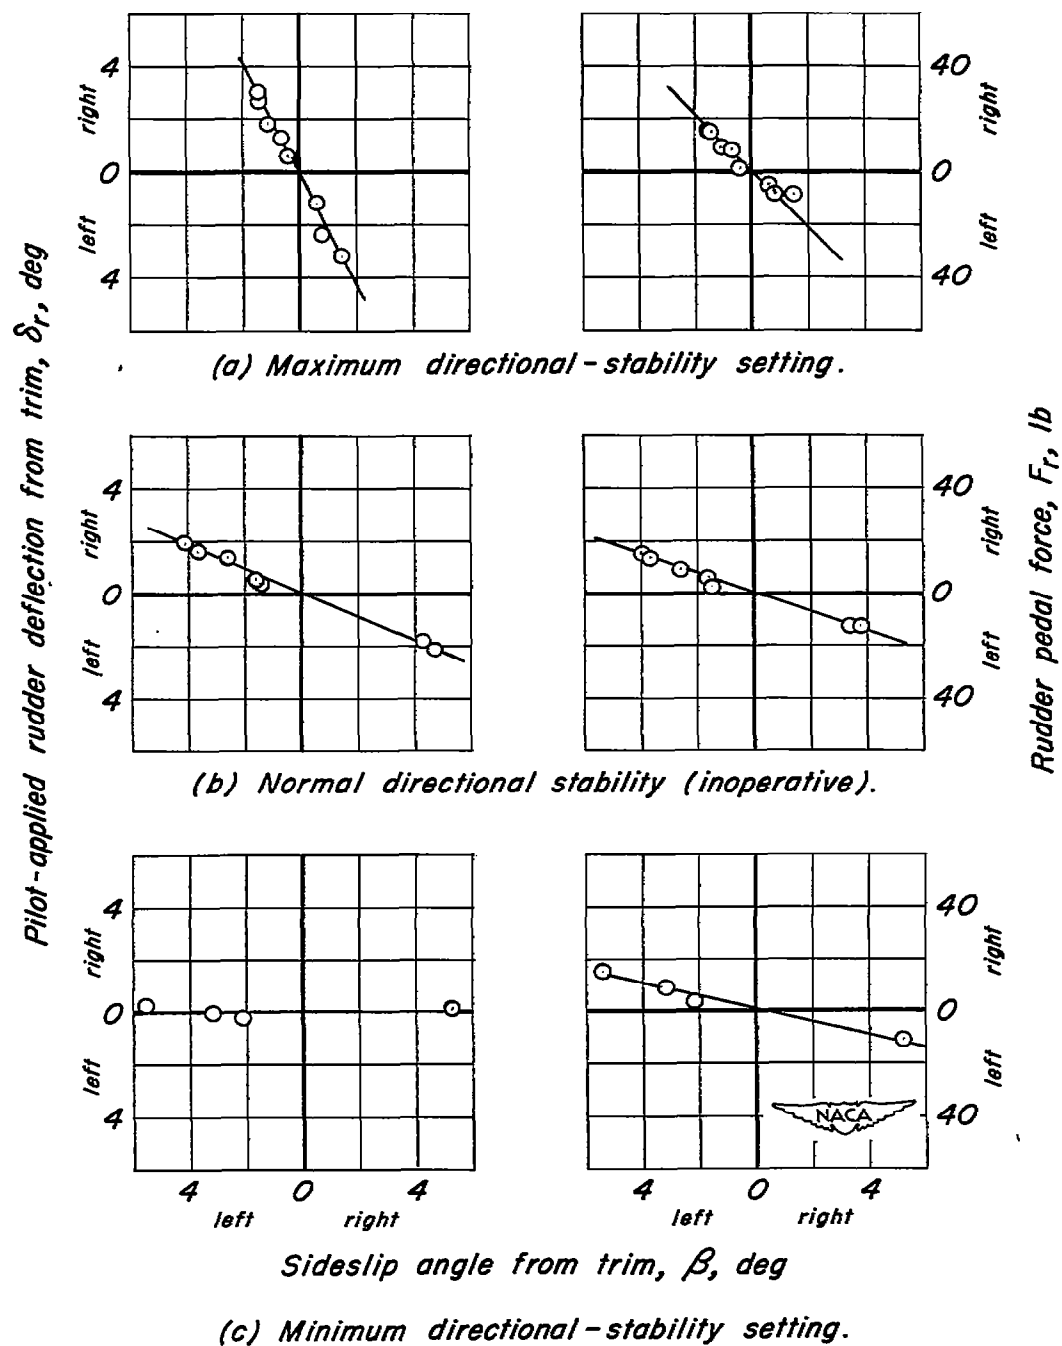 Pilot-applied rudder deflection from trim, δr, deg
4
right
0
left
4
40
right
0
left
40
(a) Maximum directional-stability setting.
4
right
0
left
4
40
right
0
left
40
Rudder pedal force, Fr, lb
(b) Normal directional stability (inoperative).
4
right
0
left
4
40
right
0
left
40
NACA
4 0 4
left right
4 0 4
left right
Sideslip angle from trim, β, deg
(c) Minimum directional-stability setting.